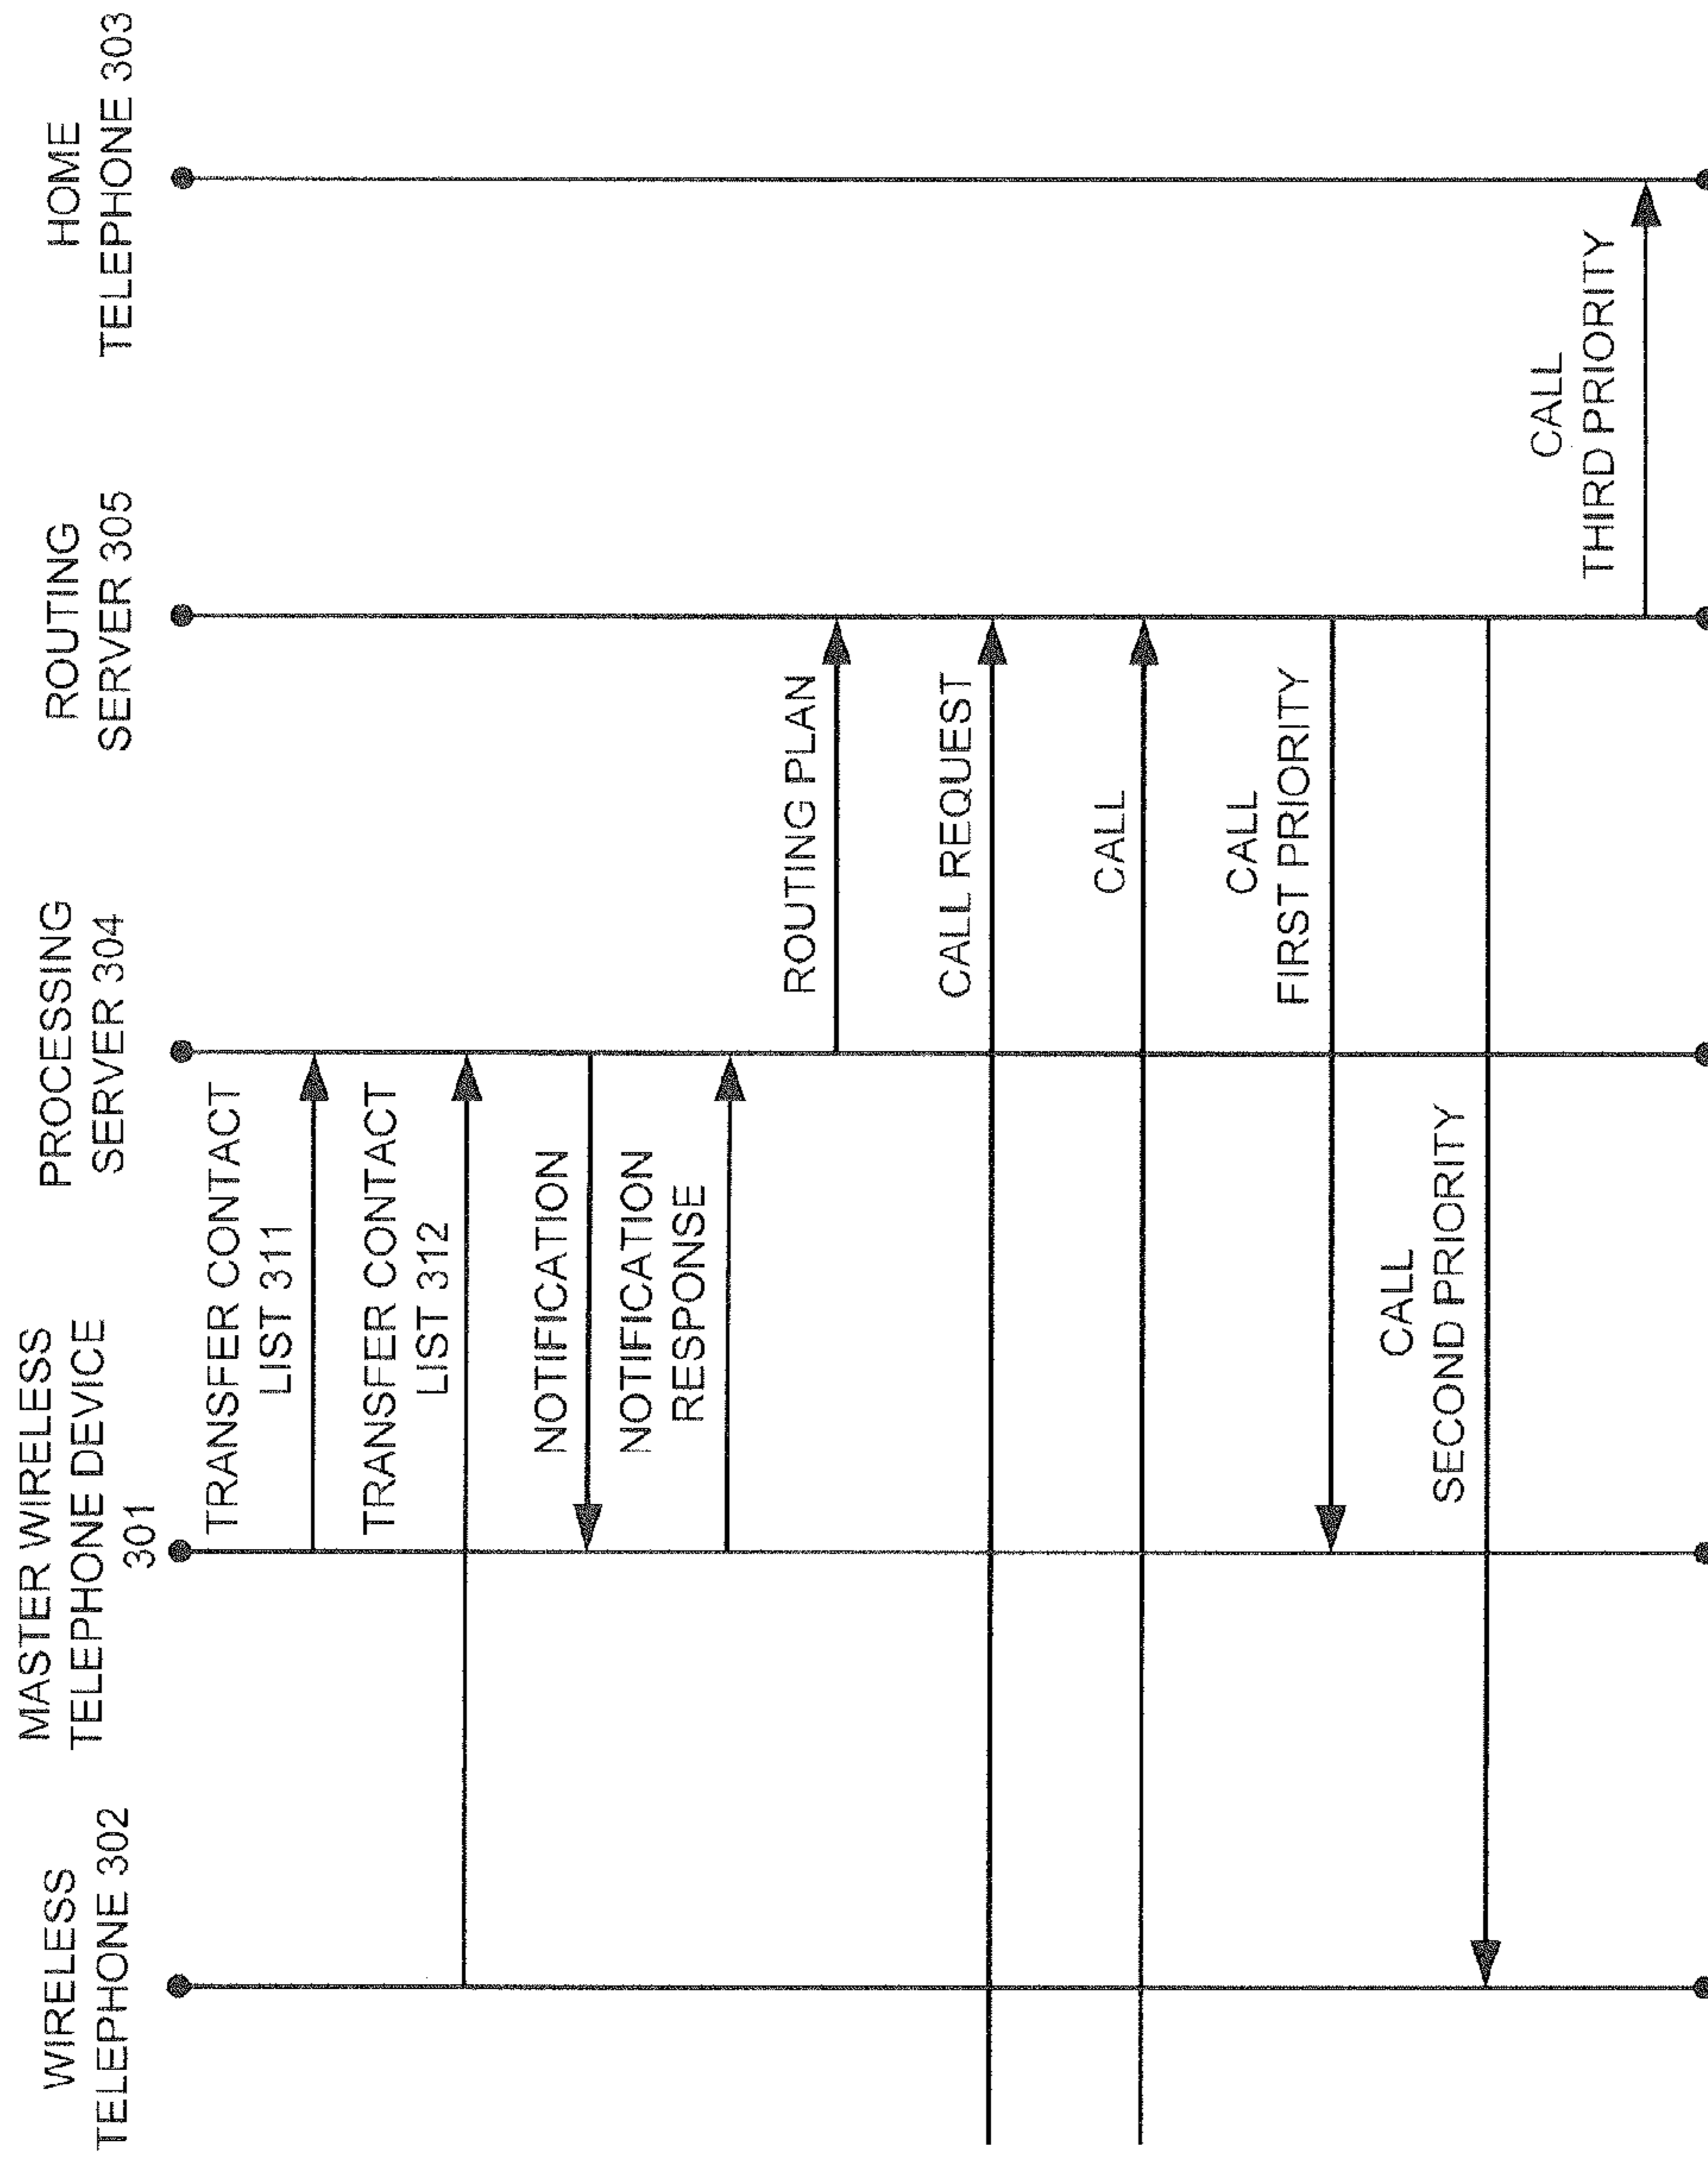 WIRELESS
TELEPHONE 302
MASTER WIRELESS
TELEPHONE DEVICE
301
PROCESSING
SERVER 304
ROUTING
SERVER 305
HOME
TELEPHONE 303
TRANSFER CONTACT
LIST 311
TRANSFER CONTACT
LIST 312
NOTIFICATION
NOTIFICATION
RESPONSE
ROUTING PLAN
CALL REQUEST
CALL
CALL
FIRST PRIORITY
CALL
SECOND PRIORITY
CALL
THIRD PRIORITY